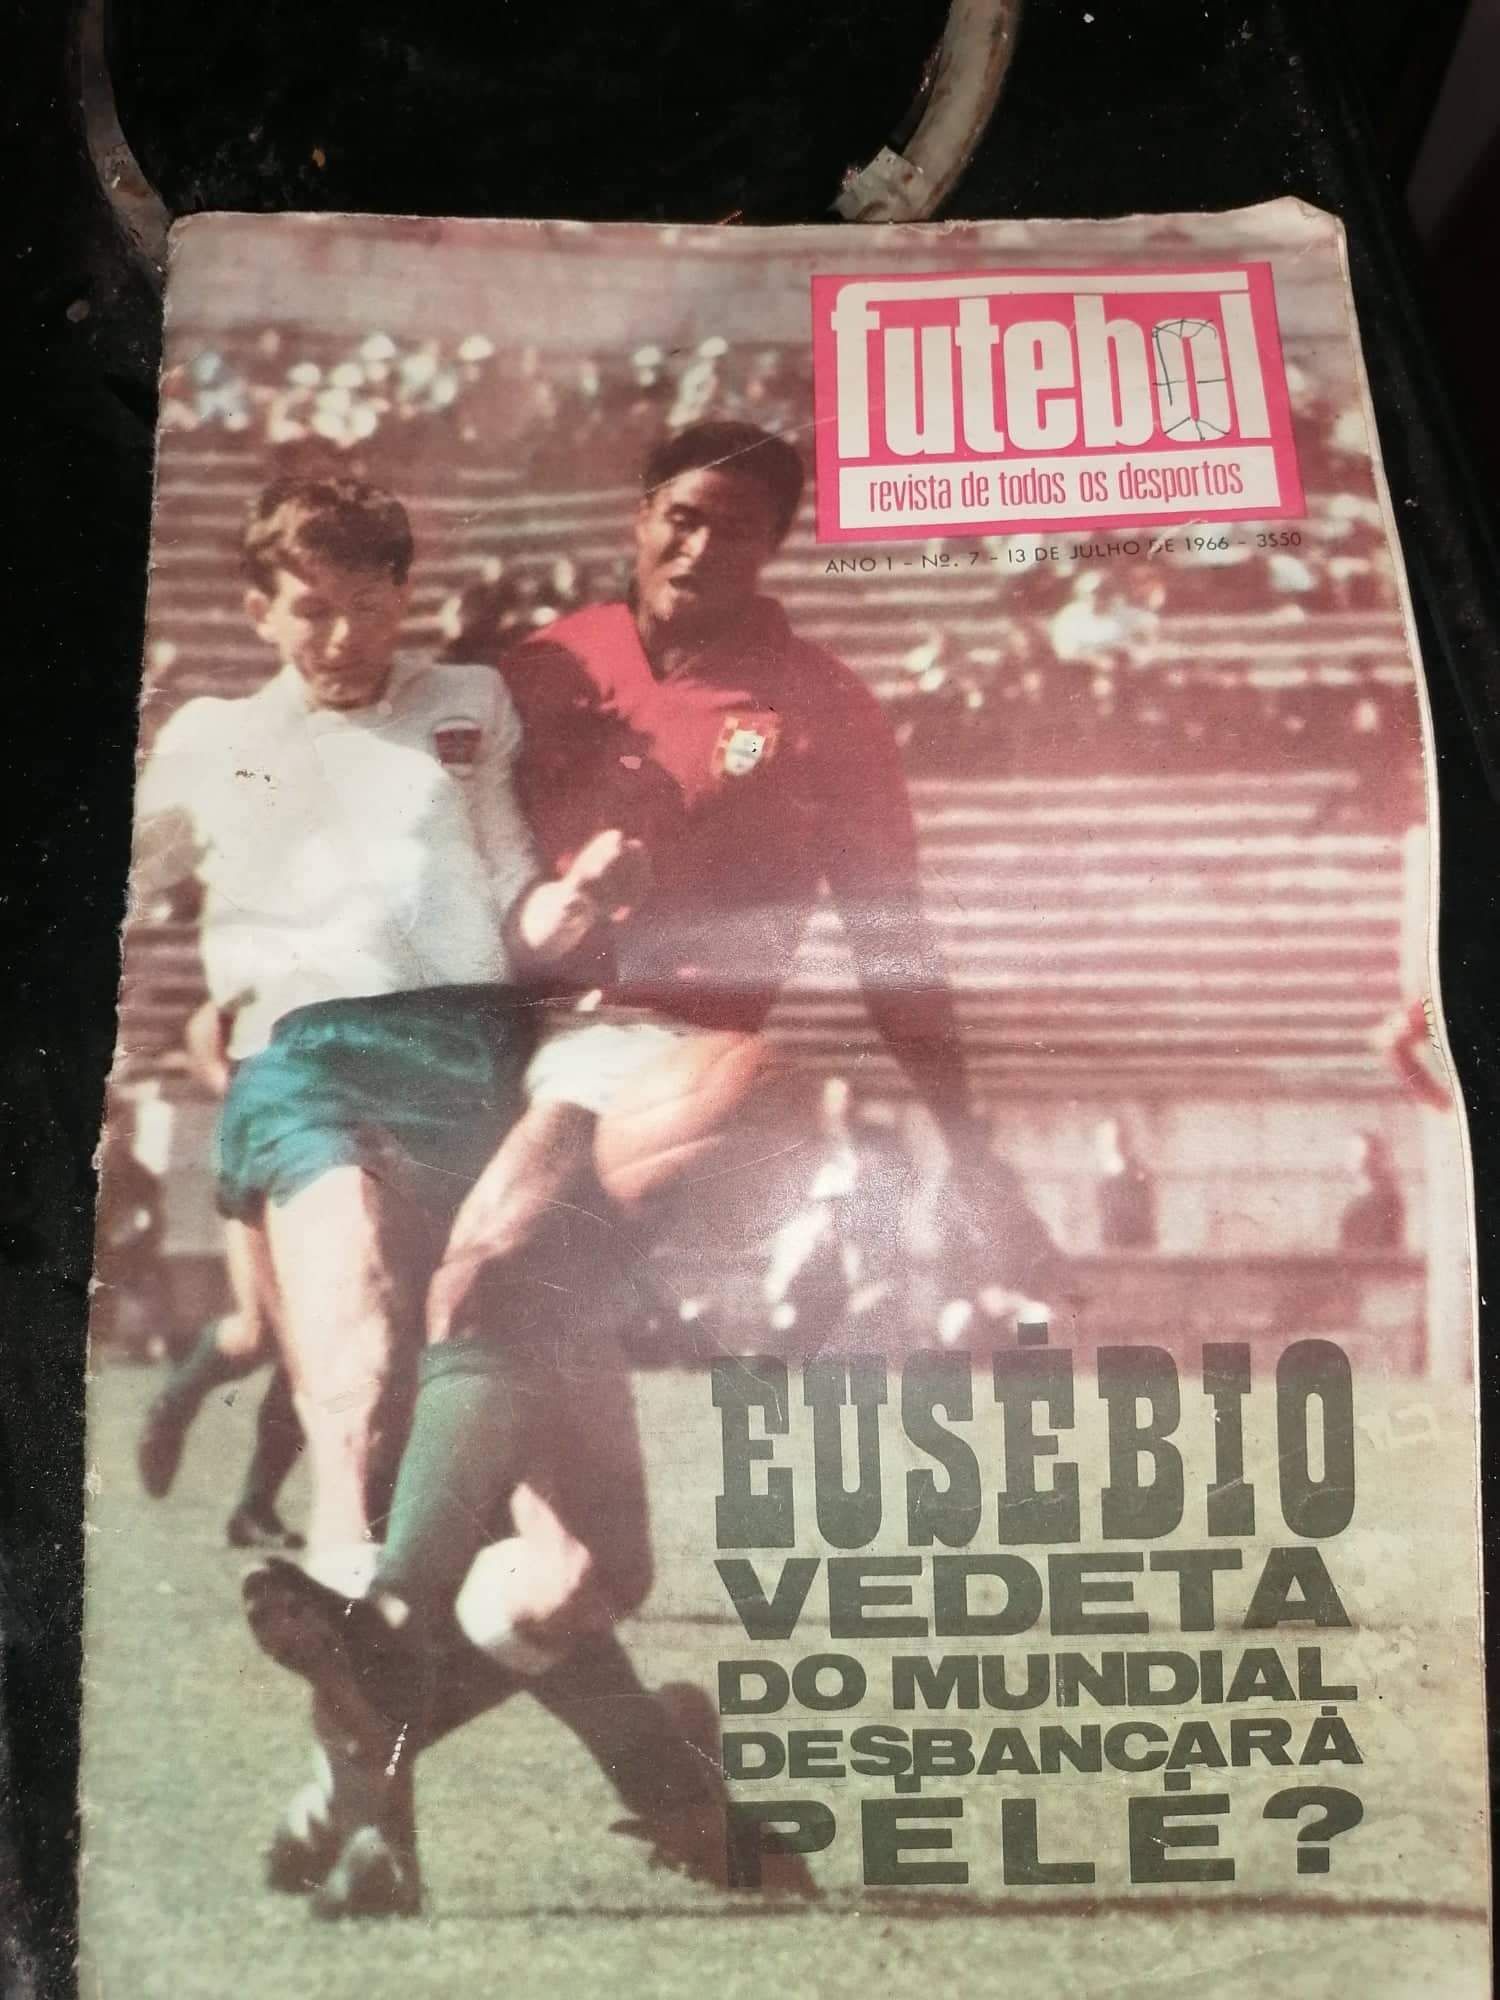 futebol
revista de todos os desportos
ANO 1 - Nº. 7 - 13 DE JULHO DE 1966 - 3$50
EUSÉBIO
VEDETA
DO MUNDIAL
DESBANCARÁ
PÉLÉ?